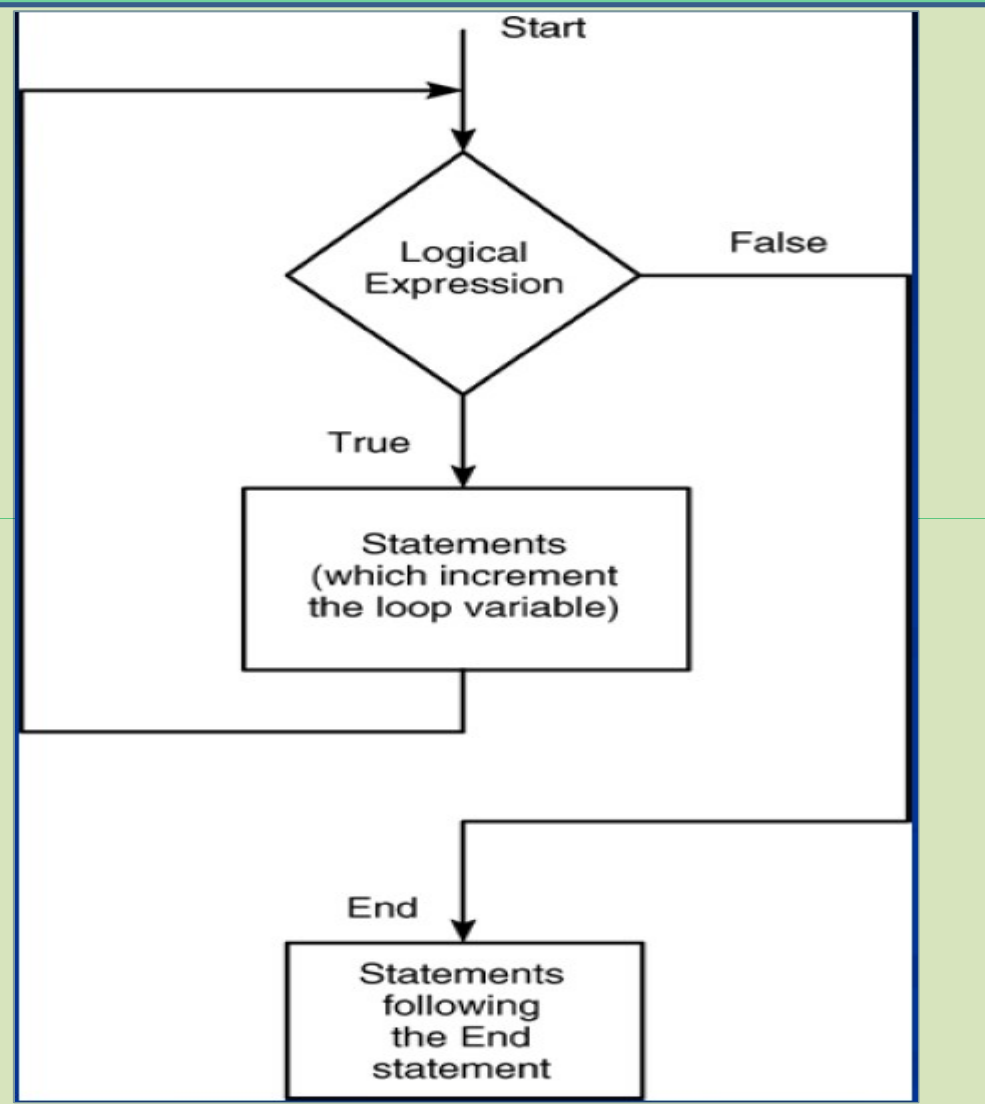 Start
Logical
Expression
False
True
Statements
(which increment
the loop variable)
End
Statements
following
the End
statement